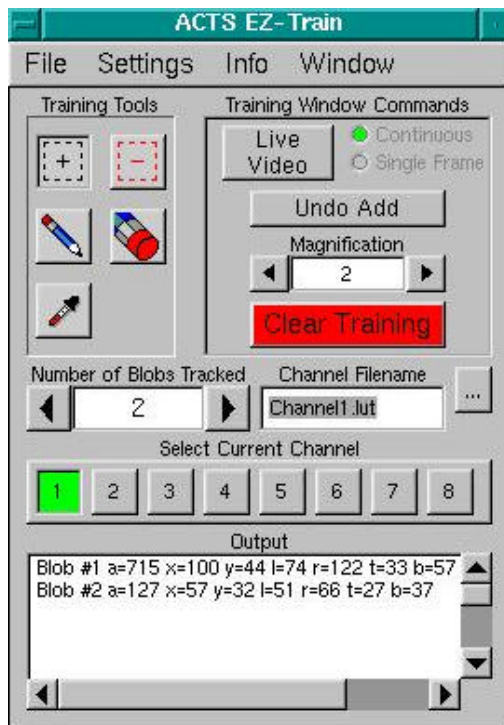 ACTS EZ-Train
File Settings Info Window
Training Tools
Training Window Commands
Live Video
Continuous
Single Frame
Undo Add
Magnification
2
Clear Training
Number of Blobs Tracked
2
Channel Filename
Channel1.lut
...
Select Current Channel
1 2 3 4 5 6 7 8
Output
Blob #1 a=715 x=100 y=44 l=74 r=122 t=33 b=57
Blob #2 a=127 x=57 y=32 l=51 r=66 t=27 b=37